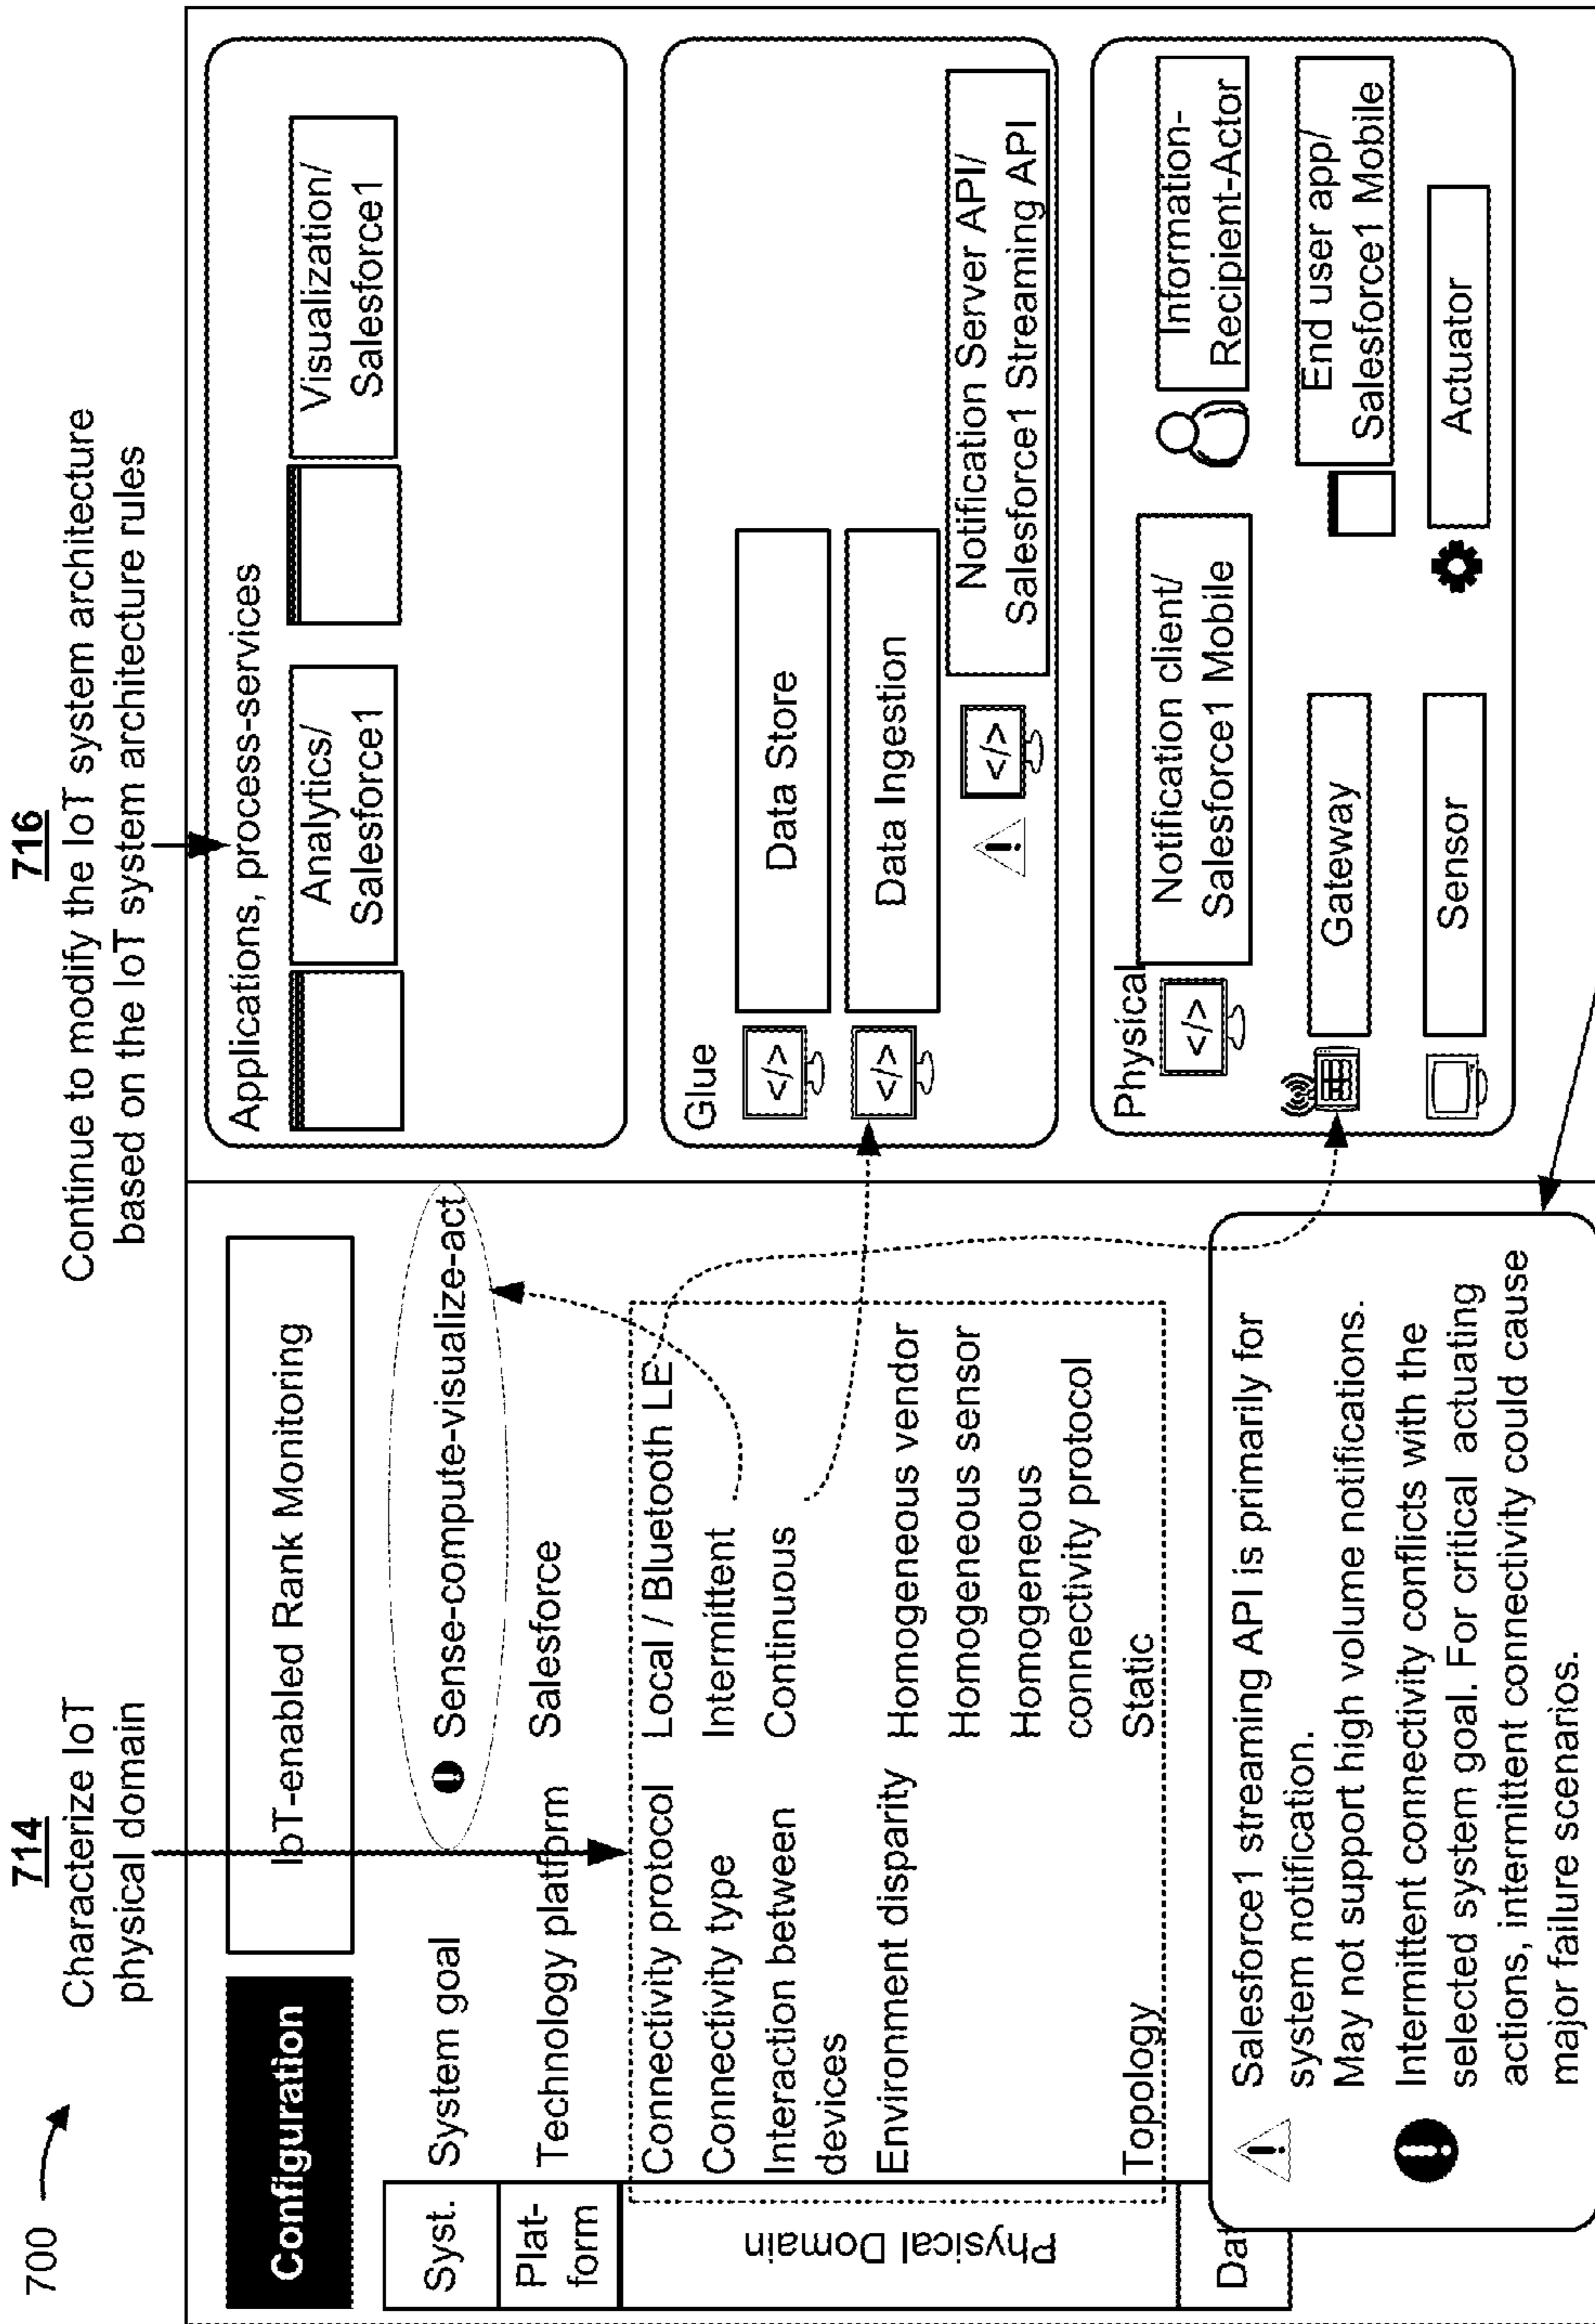 700
714
Characterize IoT
physical domain
716
Continue to modify the IoT system architecture
based on the IoT system architecture rules
Configuration
IoT-enabled Rank Monitoring
Syst.
System goal
Sense-compute-visualize-act
Plat-
form
Technology platform
Salesforce
Physical Domain
Connectivity protocol
Local / Bluetooth LE
Connectivity type
Intermittent
Interaction between
devices
Continuous
Environment disparity
Homogeneous vendor
Homogeneous sensor
Homogeneous
connectivity protocol
Topology
Static
Dat
Salesforce1 streaming API is primarily for
system notification.
May not support high volume notifications.
Intermittent connectivity conflicts with the
selected system goal. For critical actuating
actions, intermittent connectivity could cause
major failure scenarios.
Applications, process-services
Analytics/
Salesforce1
Visualization/
Salesforce1
Glue
</>
Data Store
</>
Data Ingestion
</>
Notification Server API/
Salesforce1 Streaming API
Physical
</>
Notification client/
Salesforce1 Mobile
Information-
Recipient-Actor
Gateway
End user app/
Salesforce1 Mobile
Sensor
Actuator